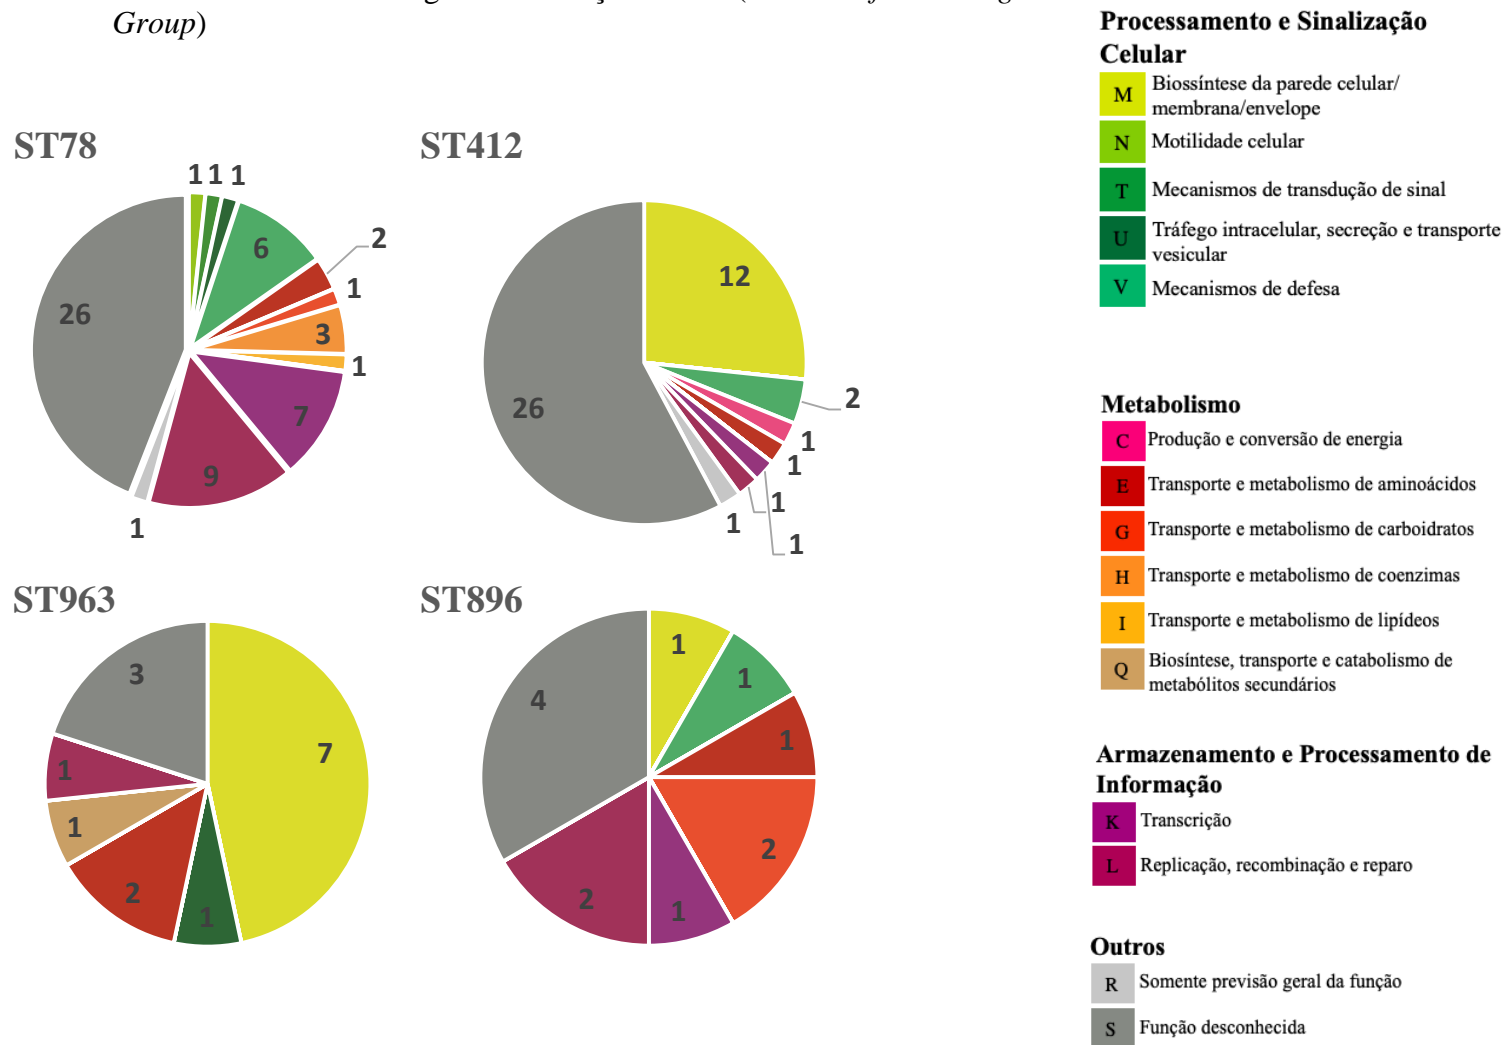 Group)
ST78
1
1
1
6
2
1
3
1
7
9
1
26
ST412
12
2
1
1
1
1
1
26
ST963
7
1
2
1
1
3
ST896
1
1
1
2
1
2
4
Processamento e Sinalização
Celular
M Biossíntese da parede celular/
membrana/envelope
N Motilidade celular
T Mecanismos de transdução de sinal
U Tráfego intracelular, secreção e transporte
vesicular
V Mecanismos de defesa
Metabolismo
C Produção e conversão de energia
E Transporte e metabolismo de aminoácidos
G Transporte e metabolismo de carboidratos
H Transporte e metabolismo de coenzimas
I Transporte e metabolismo de lipídeos
Q Biosíntese, transporte e catabolismo de
metabólitos secundários
Armazenamento e Processamento de
Informação
K Transcrição
L Replicação, recombinação e reparo
Outros
R Somente previsão geral da função
S Função desconhecida